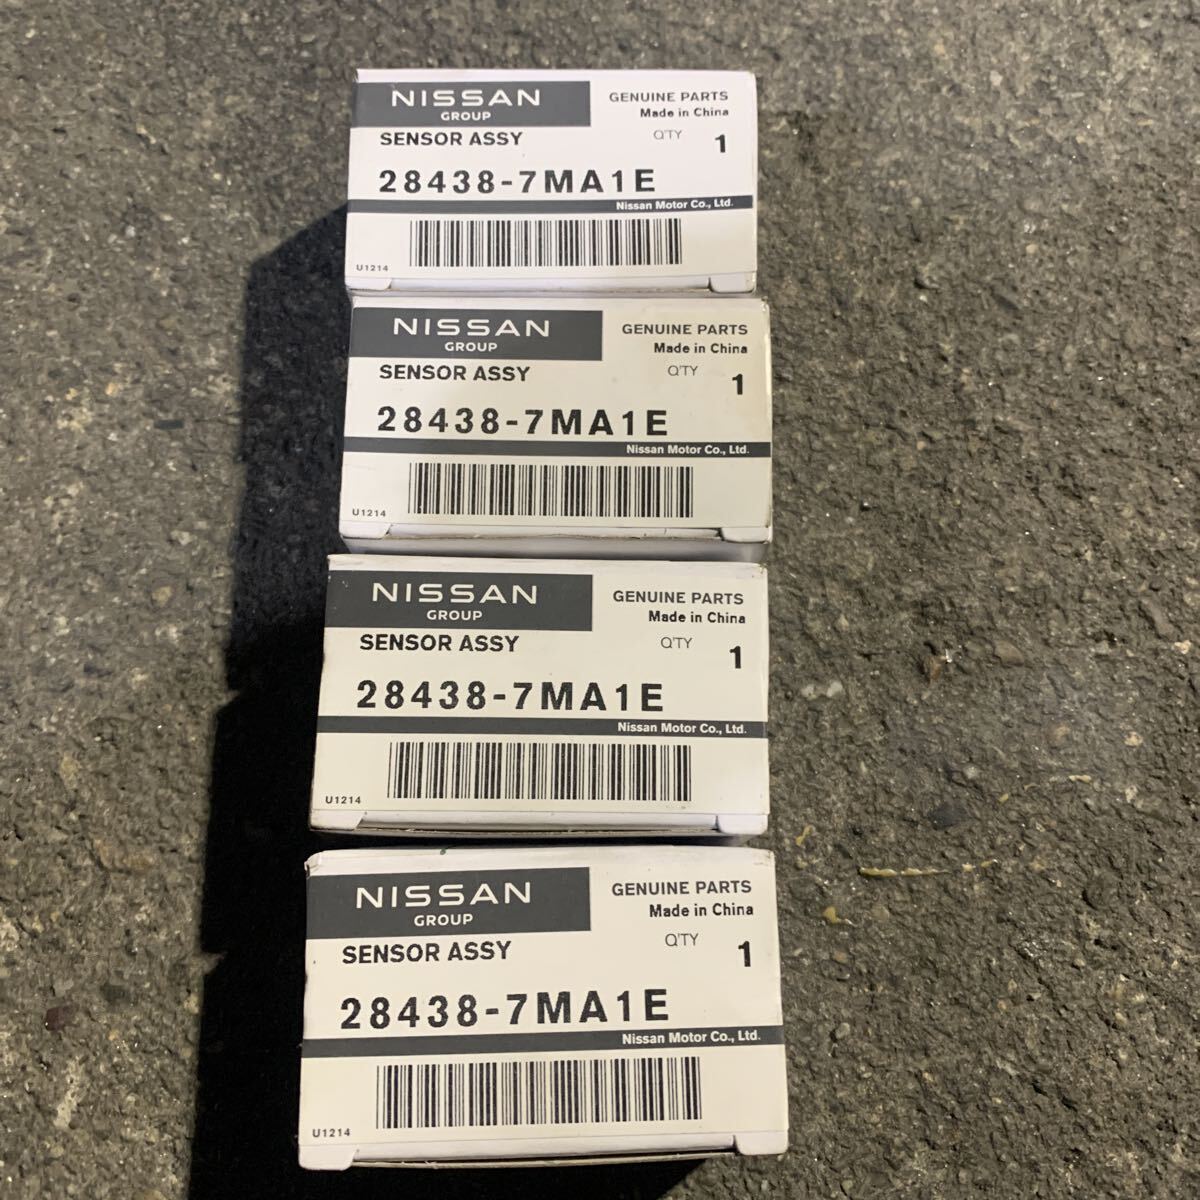 NISSAN
GROUP
GENUINE PARTS
Made in China
SENSOR ASSY
Q'TY 1
28438-7MA1E
Nissan Motor Co., Ltd.
U1214
NISSAN
GROUP
GENUINE PARTS
Made in China
SENSOR ASSY
Q'TY 1
28438-7MA1E
Nissan Motor Co., Ltd.
U1214
NISSAN
GROUP
GENUINE PARTS
Made in China
SENSOR ASSY
Q'TY 1
28438-7MA1E
Nissan Motor Co., Ltd.
U1214
NISSAN
GROUP
GENUINE PARTS
Made in China
SENSOR ASSY
Q'TY 1
28438-7MA1E
Nissan Motor Co., Ltd.
U1214